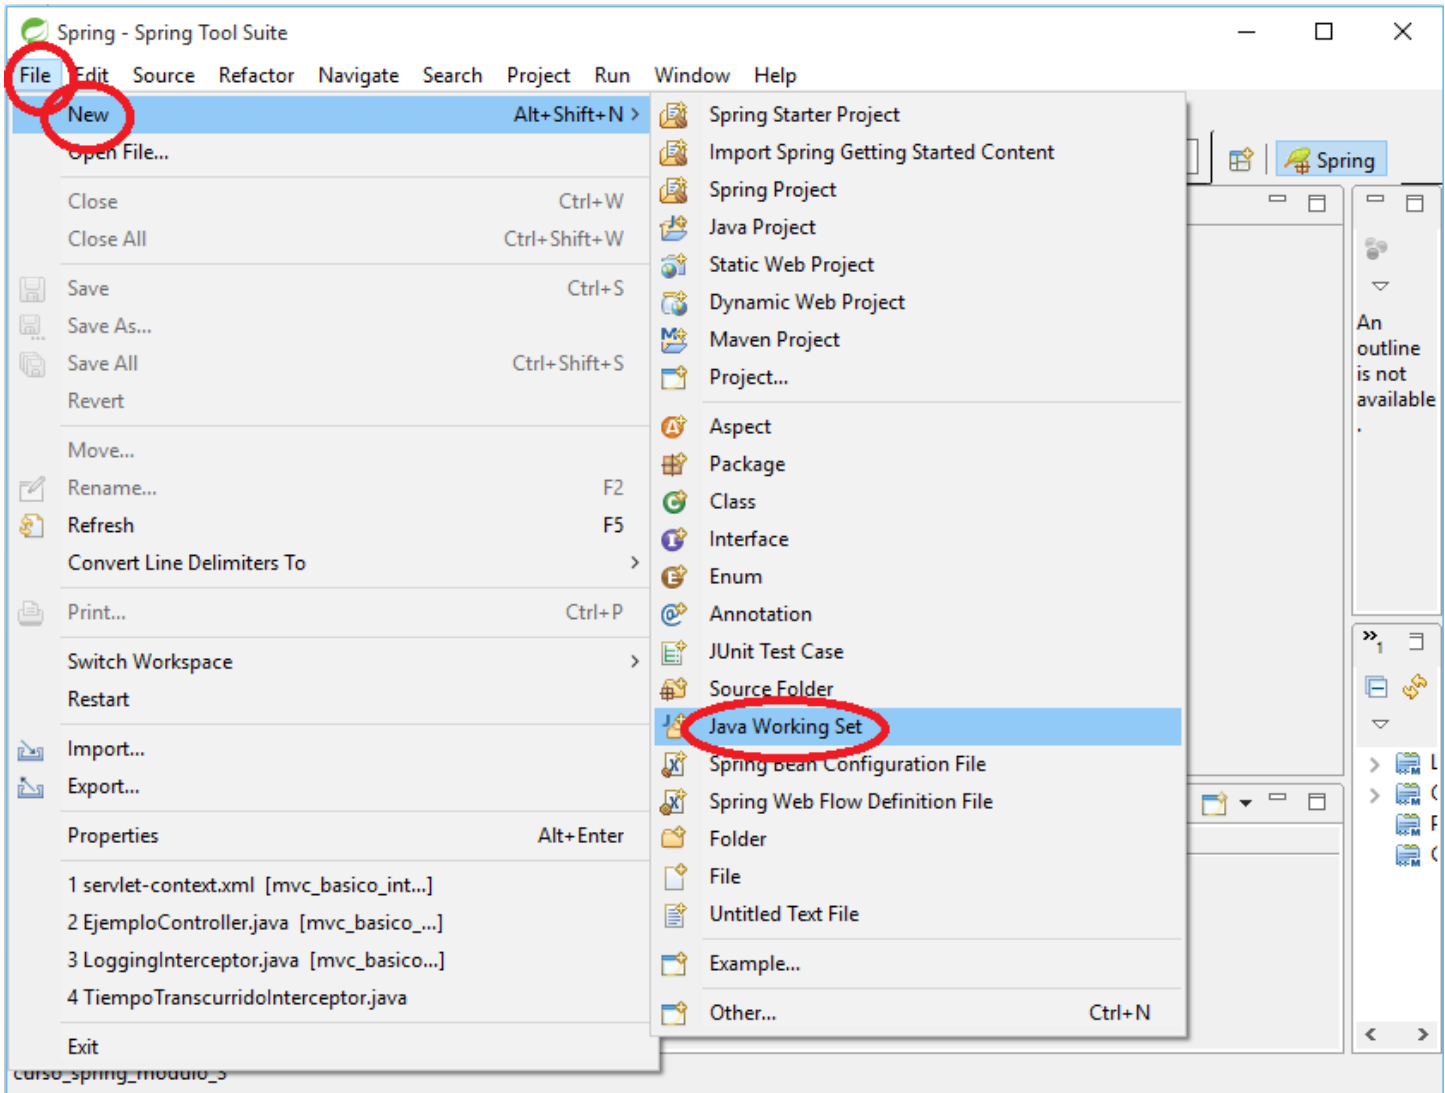 Spring - Spring Tool Suite
File Edit Source Refactor Navigate Search Project Run Window Help
New Alt+Shift+N >
Open File...
Close Ctrl+W
Close All Ctrl+Shift+W
Save Ctrl+S
Save As...
Save All Ctrl+Shift+S
Revert
Move...
Rename... F2
Refresh F5
Convert Line Delimiters To >
Print... Ctrl+P
Switch Workspace >
Restart
Import...
Export...
Properties Alt+Enter
1 servlet-context.xml [mvc_basico_int...]
2 EjemploController.java [mvc_basico_...]
3 LoggingInterceptor.java [mvc_basico...]
4 TiempoTranscurridoInterceptor.java
Exit
Spring Starter Project
Import Spring Getting Started Content
Spring Project
Java Project
Static Web Project
Dynamic Web Project
Maven Project
Project...
Aspect
Package
Class
Interface
Enum
Annotation
JUnit Test Case
Source Folder
Java Working Set
Spring Bean Configuration File
Spring Web Flow Definition File
Folder
File
Untitled Text File
Example...
Other... Ctrl+N
Spring
An
outline
is not
available
.
»1
curso_spring_modulo_3